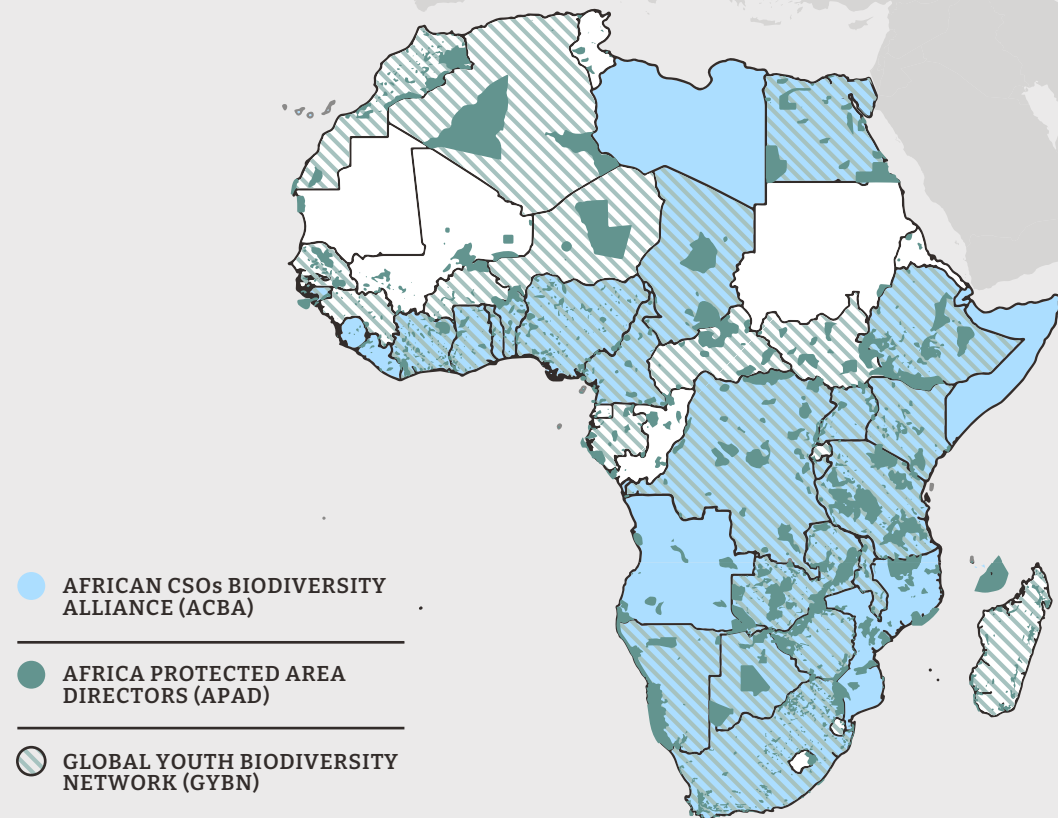 AFRICAN CSOs BIODIVERSITY
ALLIANCE (ACBA)
AFRICA PROTECTED AREA
DIRECTORS (APAD)
GLOBAL YOUTH BIODIVERSITY
NETWORK (GYBN)